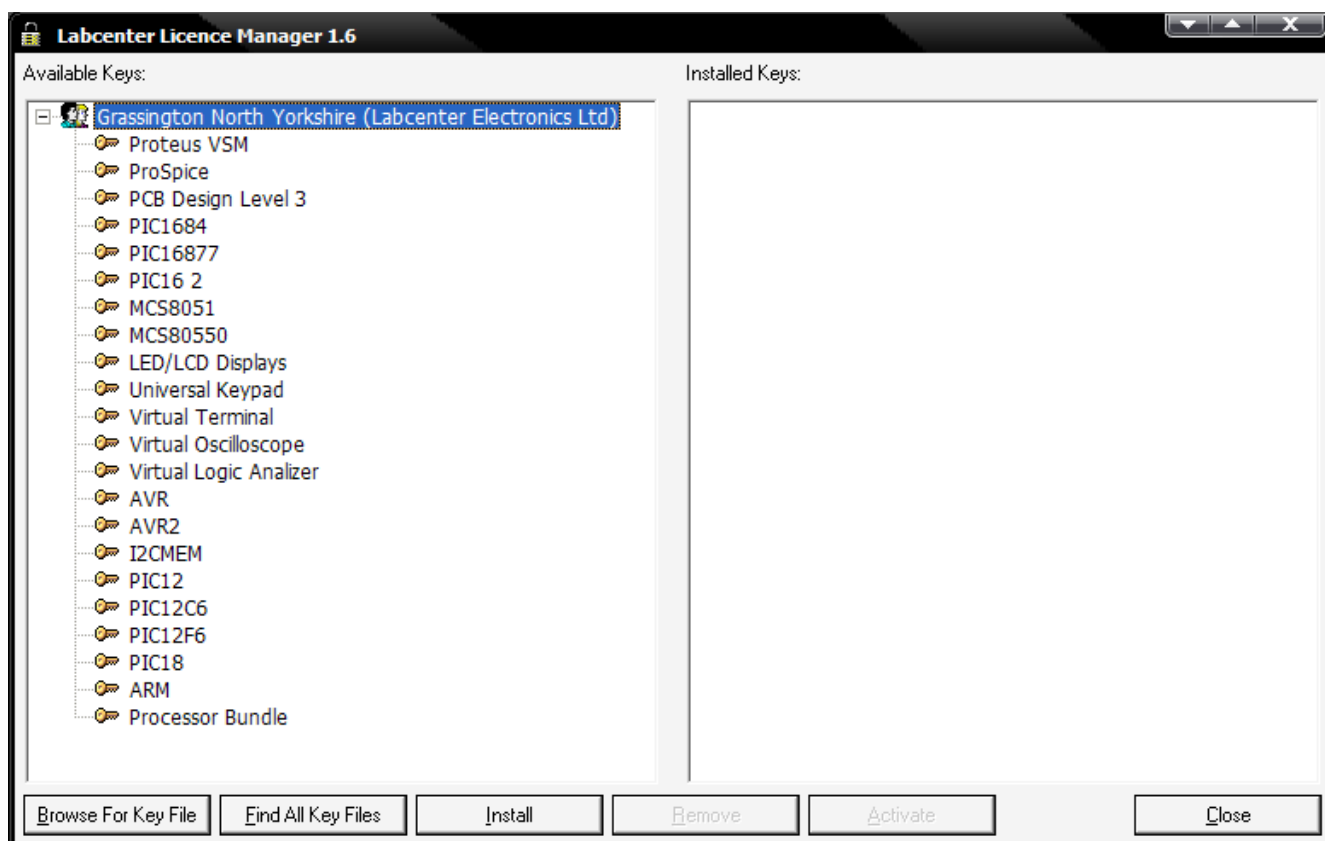 Labcenter Licence Manager 1.6
X
Available Keys:
Installed Keys:
Grassington North Yorkshire (Labcenter Electronics Ltd)
Proteus VSM
ProSpice
PCB Design Level 3
PIC1684
PIC16877
PIC16 2
MCS8051
MCS80550
LED/LCD Displays
Universal Keypad
Virtual Terminal
Virtual Oscilloscope
Virtual Logic Analizer
AVR
AVR2
I2CMEM
PIC12
PIC12C6
PIC12F6
PIC18
ARM
Processor Bundle
Browse For Key File
Find All Key Files
Install
Remove
Activate
Close